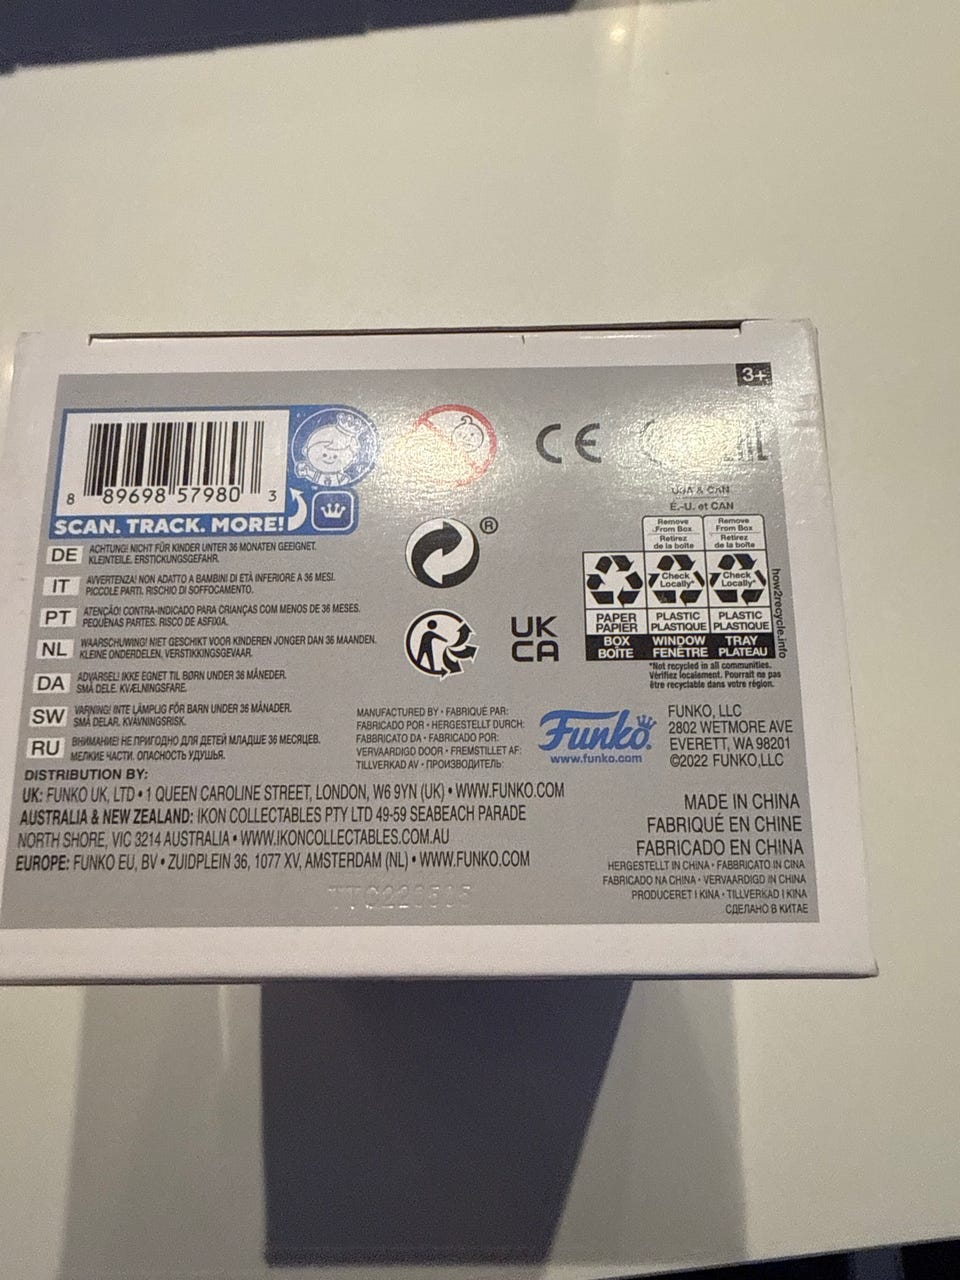 3+
8 89698 57980 3
SCAN. TRACK. MORE!
CE
EAC
®
UK
CA
DE ACHTUNG! NICHT FÜR KINDER UNTER 36 MONATEN GEEIGNET.
KLEINTEILE. ERSTICKUNGSGEFAHR.
IT AVVERTENZA! NON ADATTO A BAMBINI DI ETÀ INFERIORE A 36 MESI.
PICCOLE PARTI. RISCHIO DI SOFFOCAMENTO.
PT ATENÇÃO! CONTRA-INDICADO PARA CRIANÇAS COM MENOS DE 36 MESES.
PEQUENAS PARTES. RISCO DE ASFIXIA.
NL WAARSCHUWING! NIET GESCHIKT VOOR KINDEREN JONGER DAN 36 MAANDEN.
KLEINE ONDERDELEN, VERSTIKKINGSGEVAAR.
DA ADVARSEL! IKKE EGNET TIL BØRN UNDER 36 MÅNEDER.
SMÅ DELE. KVÆLNINGSFARE.
SW VARNING! INTE LÄMPLIG FÖR BARN UNDER 36 MÅNADER.
SMÅ DELAR, KVÄVNINGSRISK.
RU ВНИМАНИЕ! НЕ ПРИГОДНО ДЛЯ ДЕТЕЙ МЛАДШЕ 36 МЕСЯЦЕВ.
МЕЛКИЕ ЧАСТИ. ОПАСНОСТЬ УДУШЬЯ.
USA & CAN
É.-U. et CAN
Remove
From Box
Retirez
de la boîte
Remove
From Box
Retirez
de la boîte
Check
Locally*
Check
Locally*
PAPER
PAPIER
BOX
BOÎTE
PLASTIC
PLASTIQUE
WINDOW
FENÊTRE
PLASTIC
PLASTIQUE
TRAY
PLATEAU
how2recycle.info
*Not recycled in all communities.
Vérifiez localement. Pourrait ne pas
être recyclable dans votre région.
MANUFACTURED BY • FABRIQUÉ PAR:
FABRICADO POR • HERGESTELLT DURCH:
FABBRICATO DA • FABRICADO POR:
VERVAARDIGD DOOR • FREMSTILLET AF:
TILLVERKAD AV • ПРОИЗВОДИТЕЛЬ:
Funko®
www.funko.com
FUNKO, LLC
2802 WETMORE AVE
EVERETT, WA 98201
©2022 FUNKO,LLC
DISTRIBUTION BY:
UK: FUNKO UK, LTD • 1 QUEEN CAROLINE STREET, LONDON, W6 9YN (UK) • WWW.FUNKO.COM
AUSTRALIA & NEW ZEALAND: IKON COLLECTABLES PTY LTD 49-59 SEABEACH PARADE
NORTH SHORE, VIC 3214 AUSTRALIA • WWW.IKONCOLLECTABLES.COM.AU
EUROPE: FUNKO EU, BV • ZUIDPLEIN 36, 1077 XV, AMSTERDAM (NL) • WWW.FUNKO.COM
MADE IN CHINA
FABRIQUÉ EN CHINE
FABRICADO EN CHINA
HERGESTELLT IN CHINA • FABBRICATO IN CINA
FABRICADO NA CHINA • VERVAARDIGD IN CHINA
PRODUCERET I KINA • TILLVERKAD I KINA
СДЕЛАНО В КИТАЕ